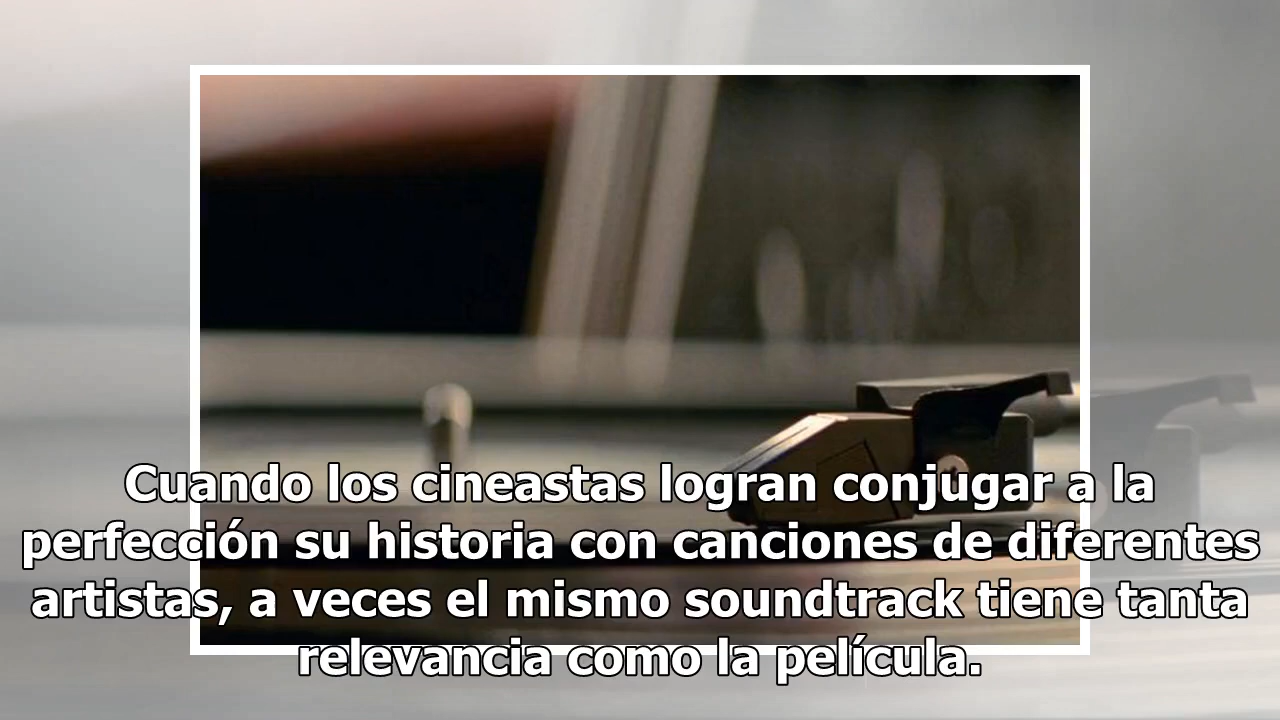 Cuando los cineastas logran conjugar a la
perfección su historia con canciones de diferentes
artistas, a veces el mismo soundtrack tiene tanta
relevancia como la película.